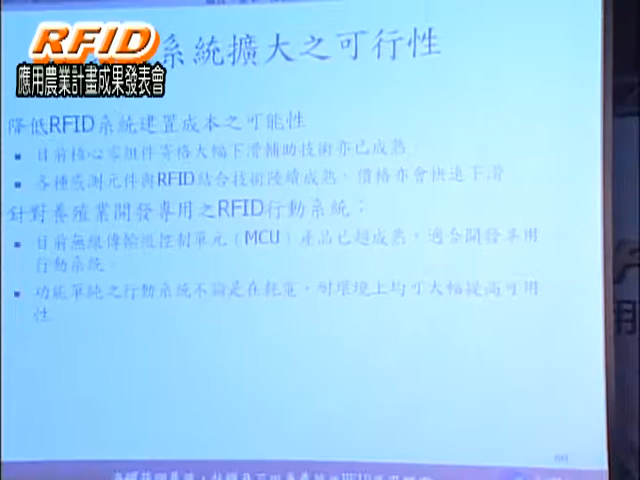 RFID
應用農業計畫成果發表會
系統擴大之可行性
降低RFID系統建置成本之可能性
目前核心零組件寄格大幅下滑輔助技術亦已成熟。
各種感測元件與RFID結合技術陸續成熟，價格亦會快速下滑
針對養殖業開發專用之RFID行動系統：
目前無線傳輸微控制單元（MCU）產品已趨成熟，適合開發專用
行動系統。
功能單純之行動系統不論是在耗電、耐環境上均可大幅提高可用
性